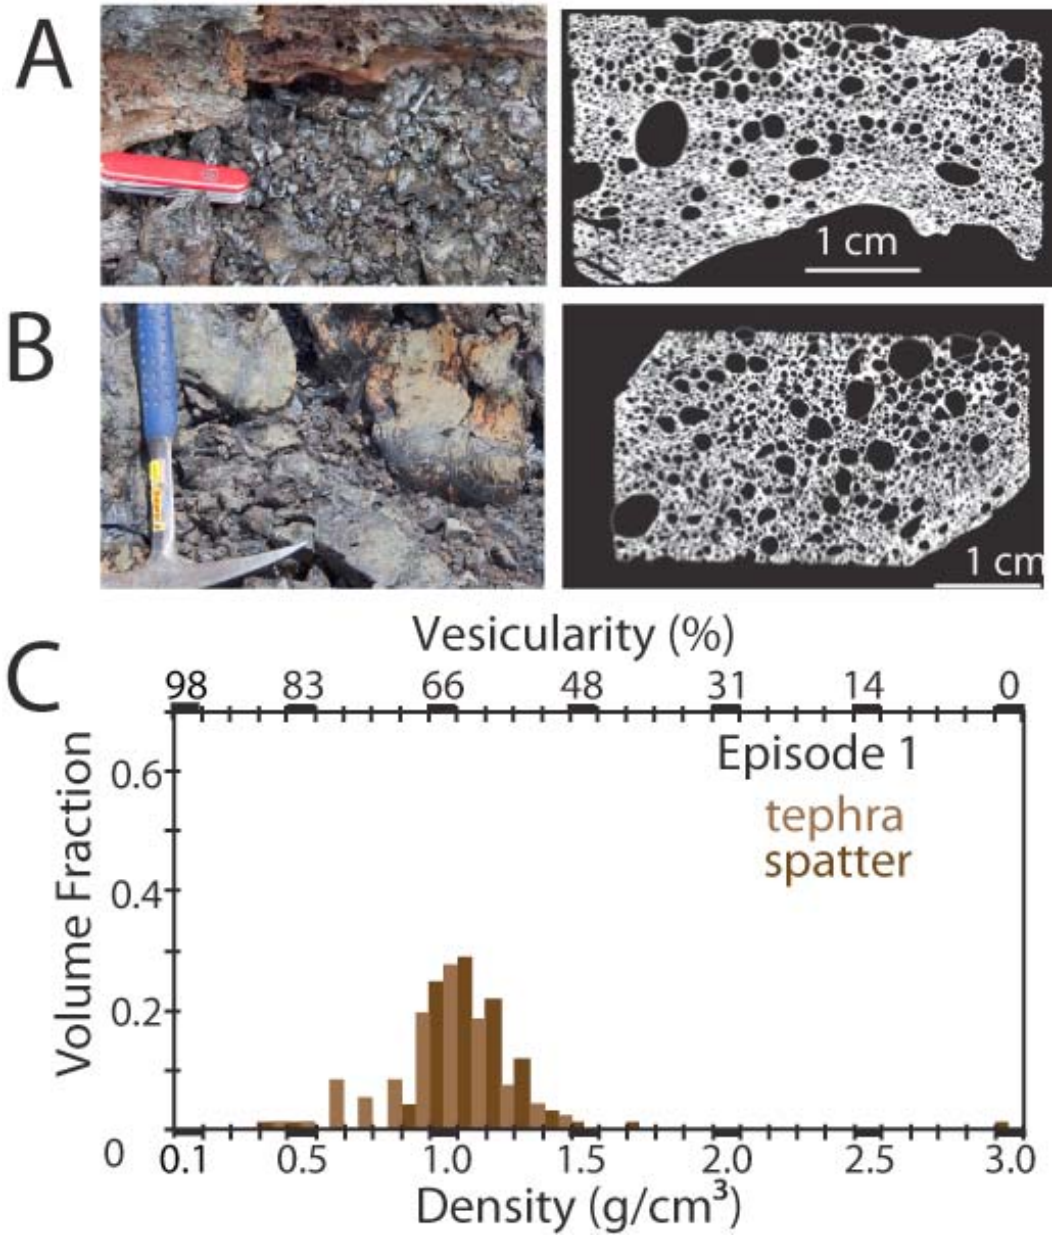 A
1 cm
B
1 cm
C
Vesicularity (%)
98 83 66 48 31 14 0
Episode 1
tephra
spatter
Volume Fraction
0.6
0.4
0.2
0
0.1 0.5 1.0 1.5 2.0 2.5 3.0
Density (g/cm³)